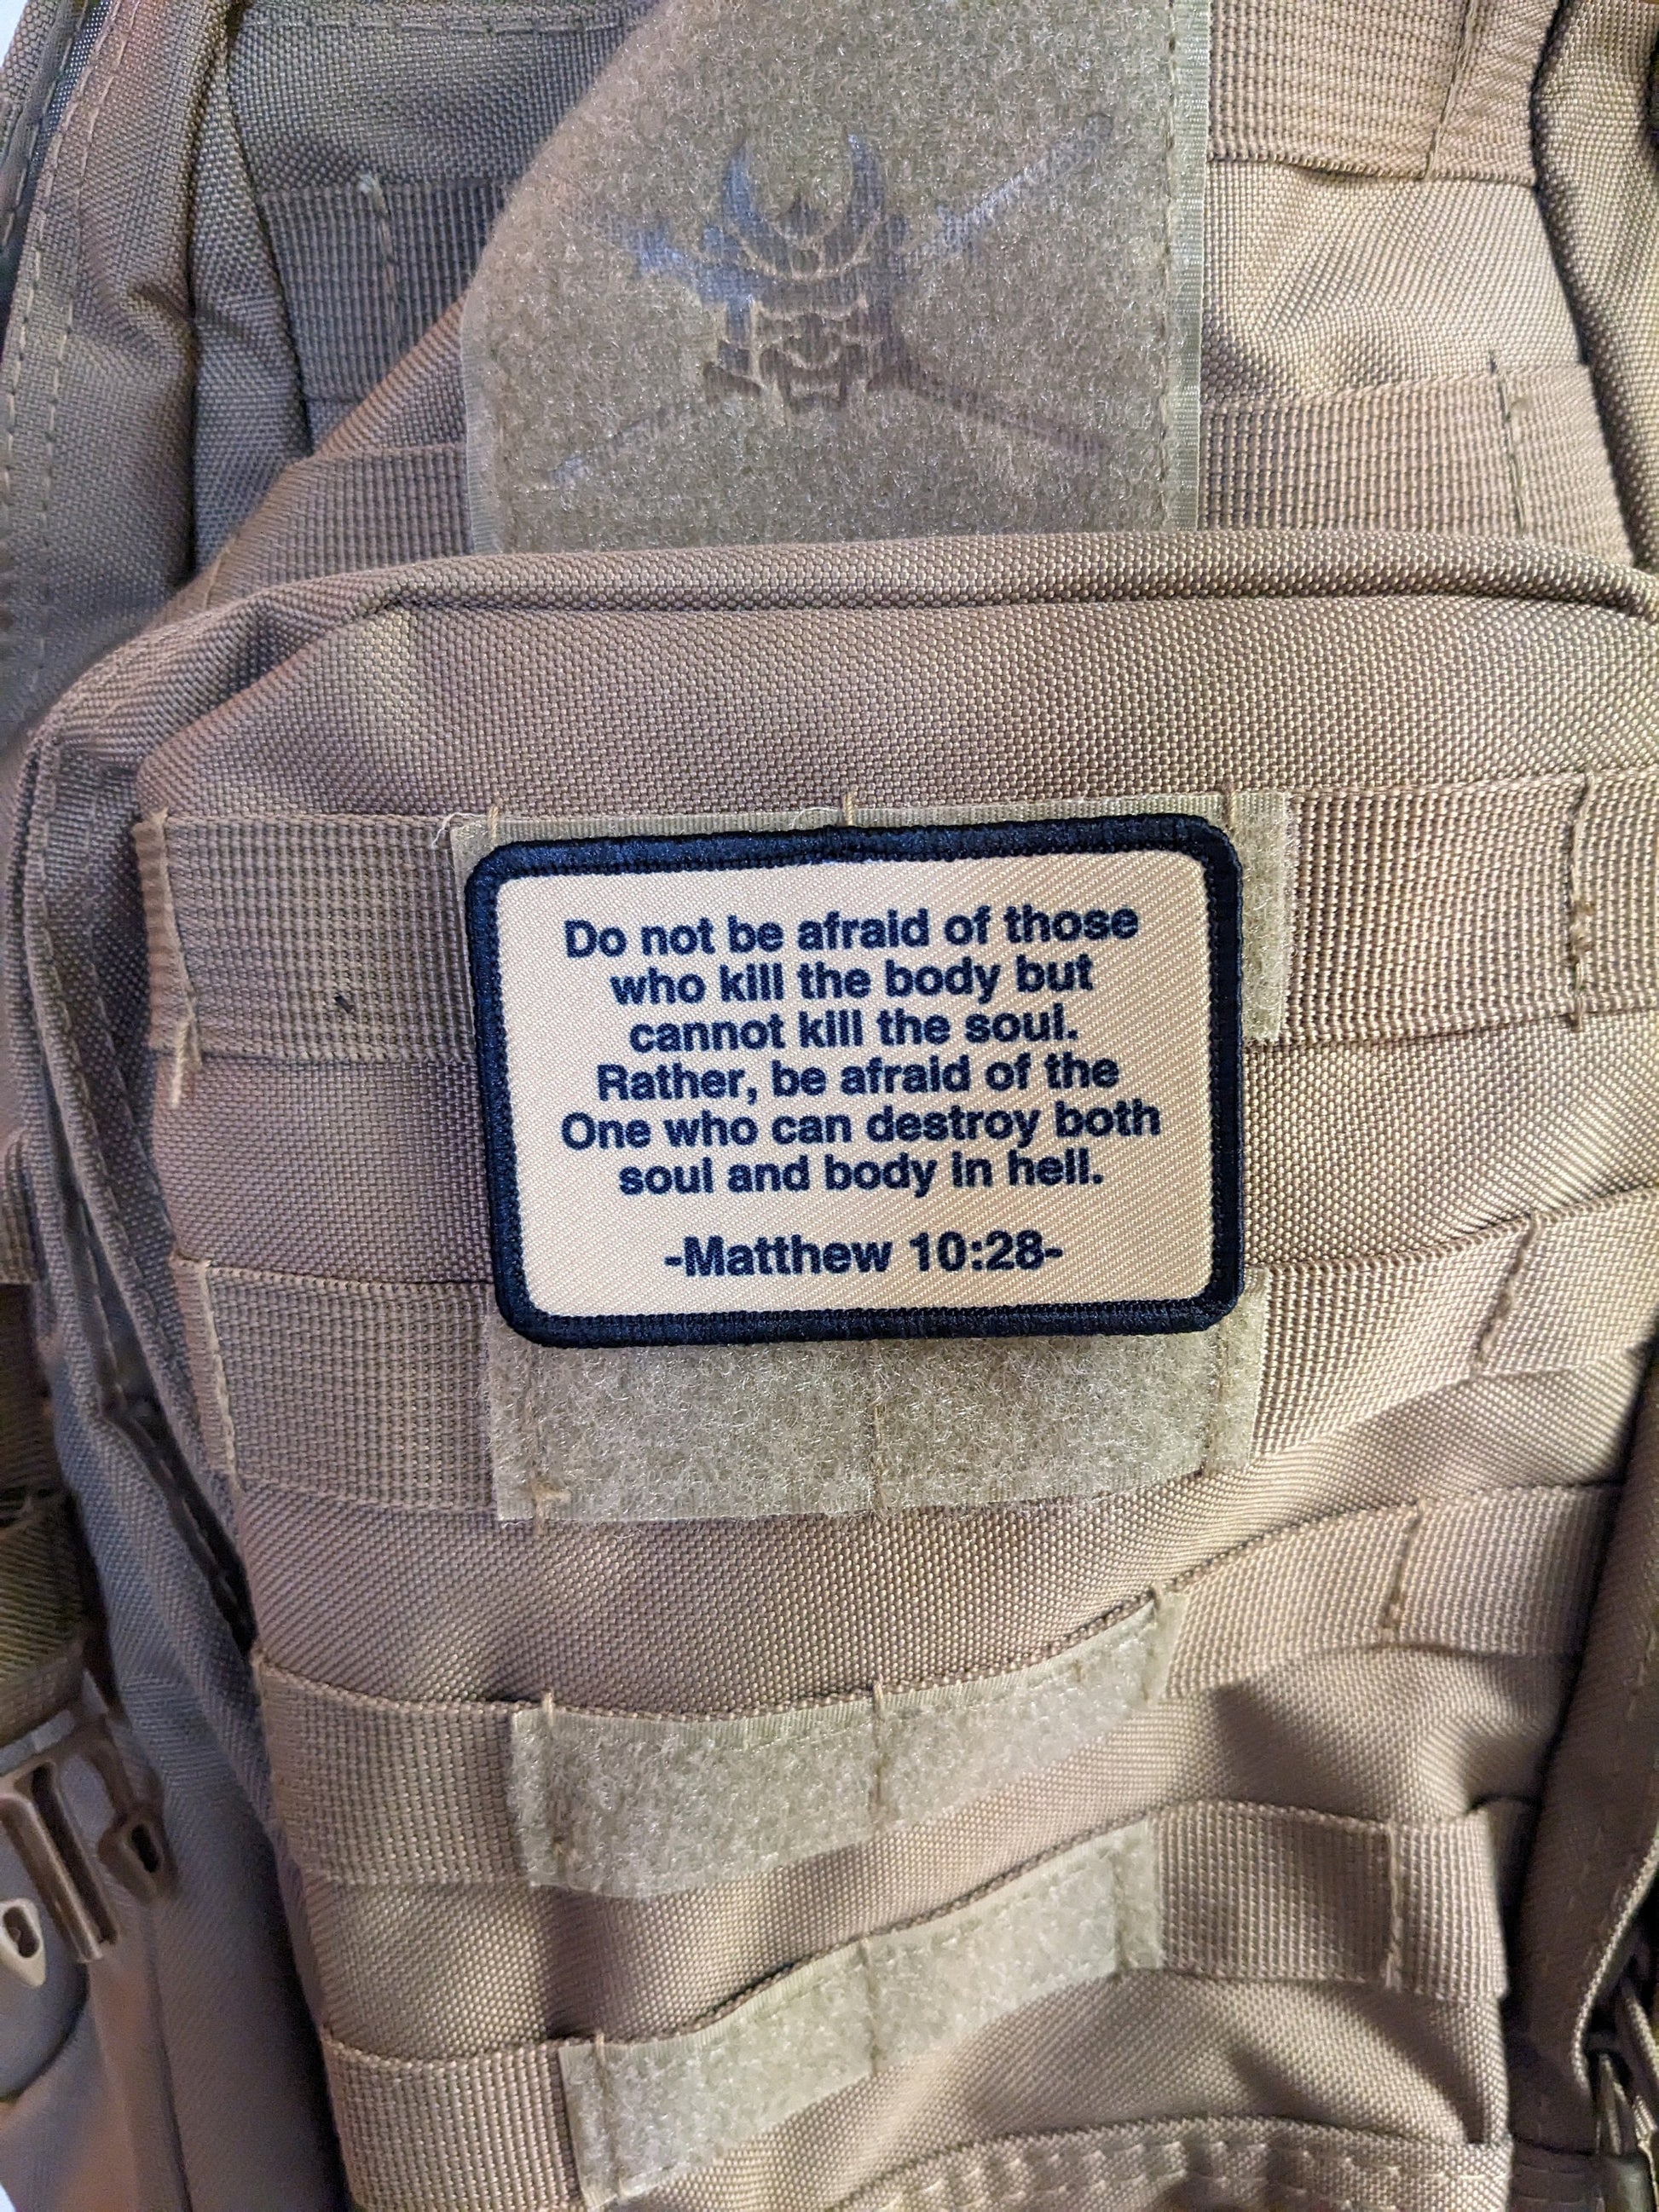 Do not be afraid of those
who kill the body but
cannot kill the soul.
Rather, be afraid of the
One who can destroy both
soul and body in hell.
-Matthew 10:28-